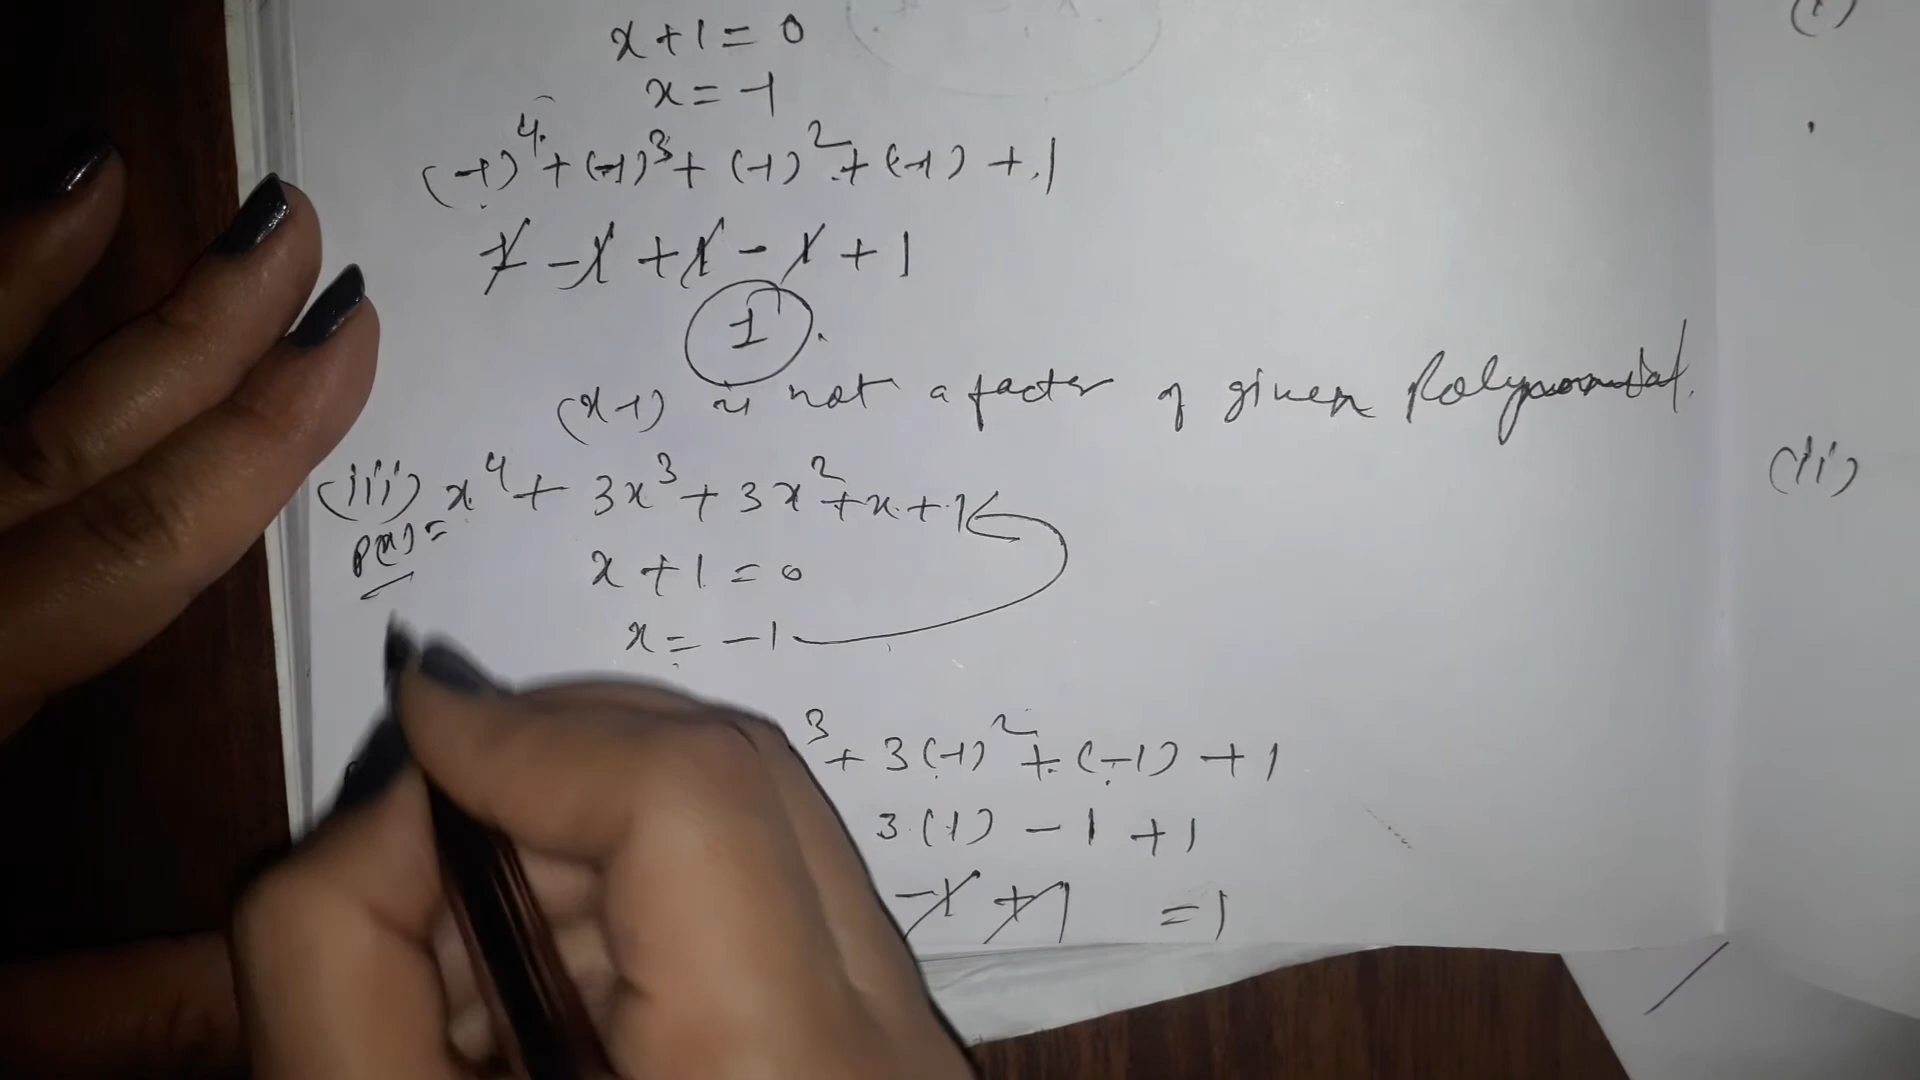 x+1=0
x=-1
(-1)⁴+(-1)³+(-1)²+(-1)+1
1-1+1-1+1
1.
(x+1) is not a factor of given Polynomial.
(iii) x⁴+3x³+3x²+x+1
P(x)=
x+1=0
x=-1
³+3(-1)²+(-1)+1
3(1)-1+1
-1+1 =1
(i)
(ii)